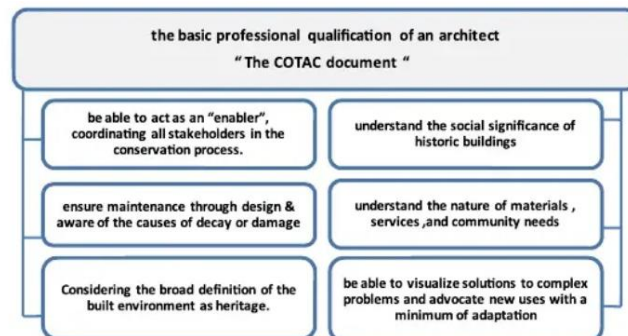 the basic professional qualification of an architect
“ The COTAC document “
be able to act as an “enabler”,
coordinating all stakeholders in the
conservation process.
understand the social significance of
historic buildings
ensure maintenance through design &
aware of the causes of decay or damage
understand the nature of materials ,
services ,and community needs
Considering the broad definition of the
built environment as heritage.
be able to visualize solutions to complex
problems and advocate new uses with a
minimum of adaptation